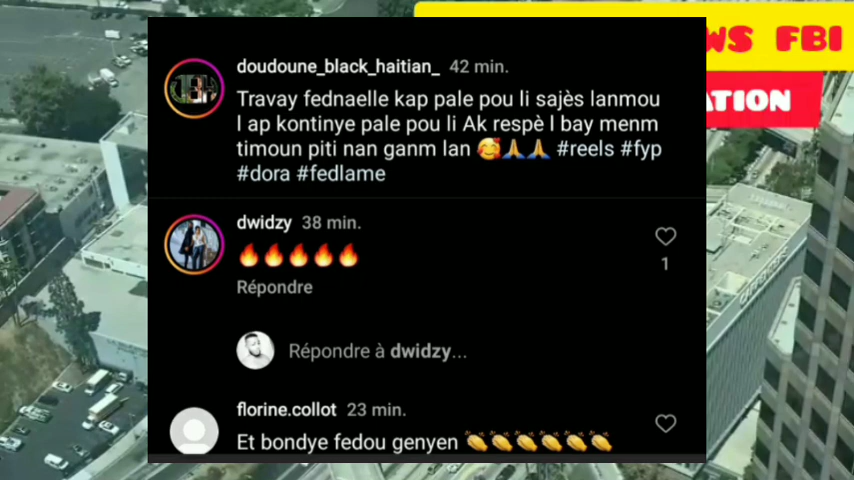 WS FBI
ATION
doudoune_black_haitian_ 42 min.
Travay fednaelle kap pale pou li sajès lanmou
l ap kontinye pale pou li Ak respè l bay menm
timoun piti nan ganm lan 🥰🙏🙏 #reels #fyp
#dora #fedlame
dwidzy 38 min.
🔥🔥🔥🔥🔥
1
Répondre
Répondre à dwidzy...
florine.collot 23 min.
Et bondye fedou genyen 👏👏👏👏👏👏